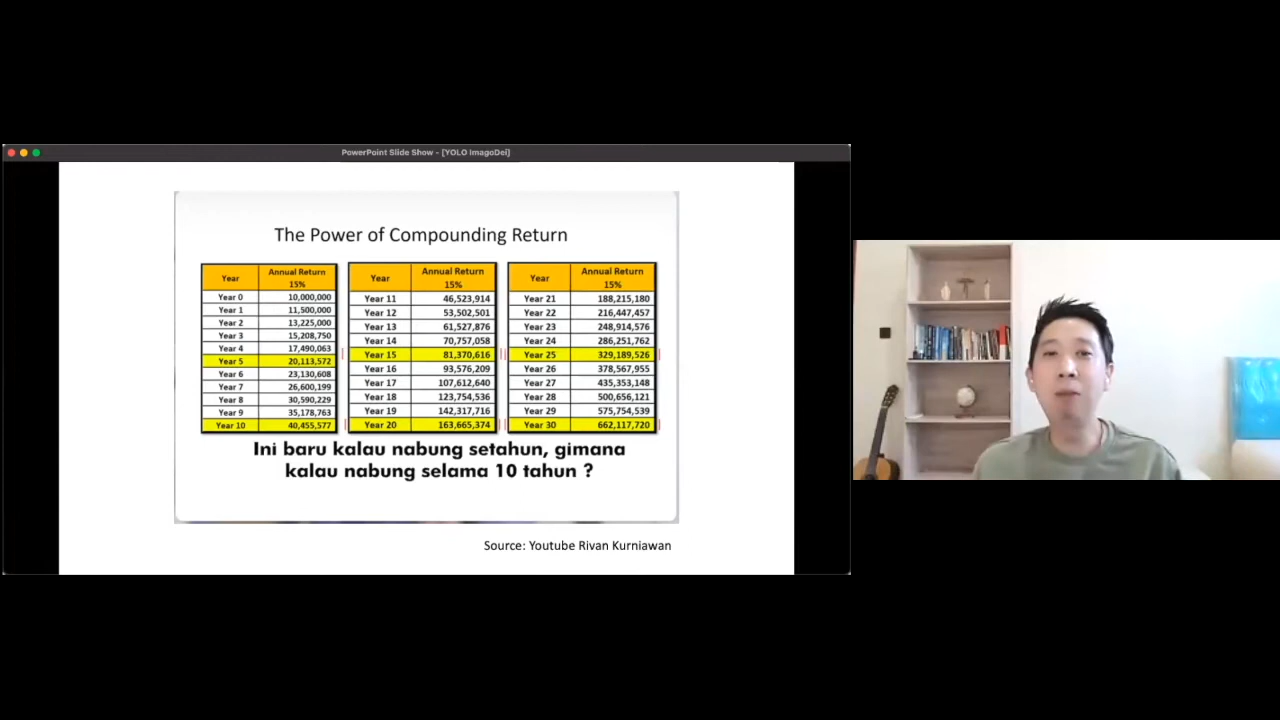 PowerPoint Slide Show - [YOLO ImagoDei]
The Power of Compounding Return
Year Annual Return 15%
Year 0 10,000,000
Year 1 11,500,000
Year 2 13,225,000
Year 3 15,208,750
Year 4 17,490,063
Year 5 20,113,572
Year 6 23,130,608
Year 7 26,600,199
Year 8 30,590,229
Year 9 35,178,763
Year 10 40,455,577
Year Annual Return 15%
Year 11 46,523,914
Year 12 53,502,501
Year 13 61,527,876
Year 14 70,757,058
Year 15 81,370,616
Year 16 93,576,209
Year 17 107,612,640
Year 18 123,754,536
Year 19 142,317,716
Year 20 163,665,374
Year Annual Return 15%
Year 21 188,215,180
Year 22 216,447,457
Year 23 248,914,576
Year 24 286,251,762
Year 25 329,189,526
Year 26 378,567,955
Year 27 435,353,148
Year 28 500,656,121
Year 29 575,754,539
Year 30 662,117,720
Ini baru kalau nabung setahun, gimana
kalau nabung selama 10 tahun ?
Source: Youtube Rivan Kurniawan